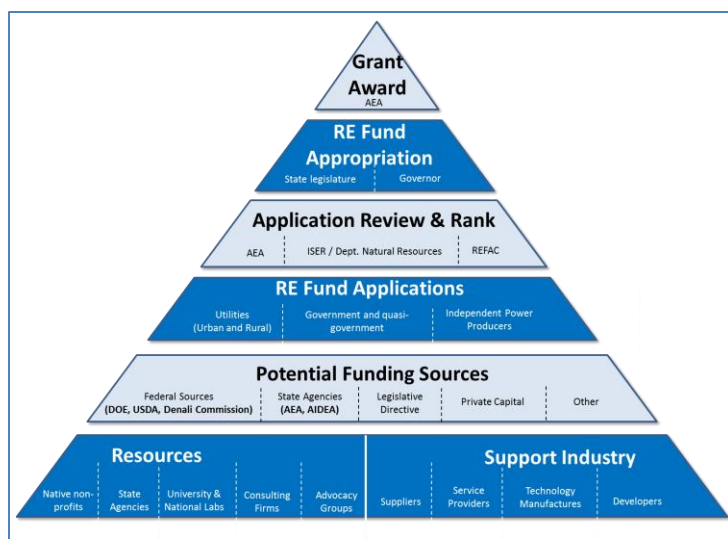 Grant
Award
AEA
RE Fund
Appropriation
State legislature
Governor
Application Review & Rank
AEA
ISER / Dept. Natural Resources
REFAC
RE Fund Applications
Utilities
(Urban and Rural)
Government and quasi-
government
Independent Power
Producers
Potential Funding Sources
Federal Sources
(DOE, USDA, Denali Commission)
State Agencies
(AEA, AIDEA)
Legislative
Directive
Private Capital
Other
Resources
Native non-
profits
State
Agencies
University &
National Labs
Consulting
Firms
Advocacy
Groups
Support Industry
Suppliers
Service
Providers
Technology
Manufactures
Developers